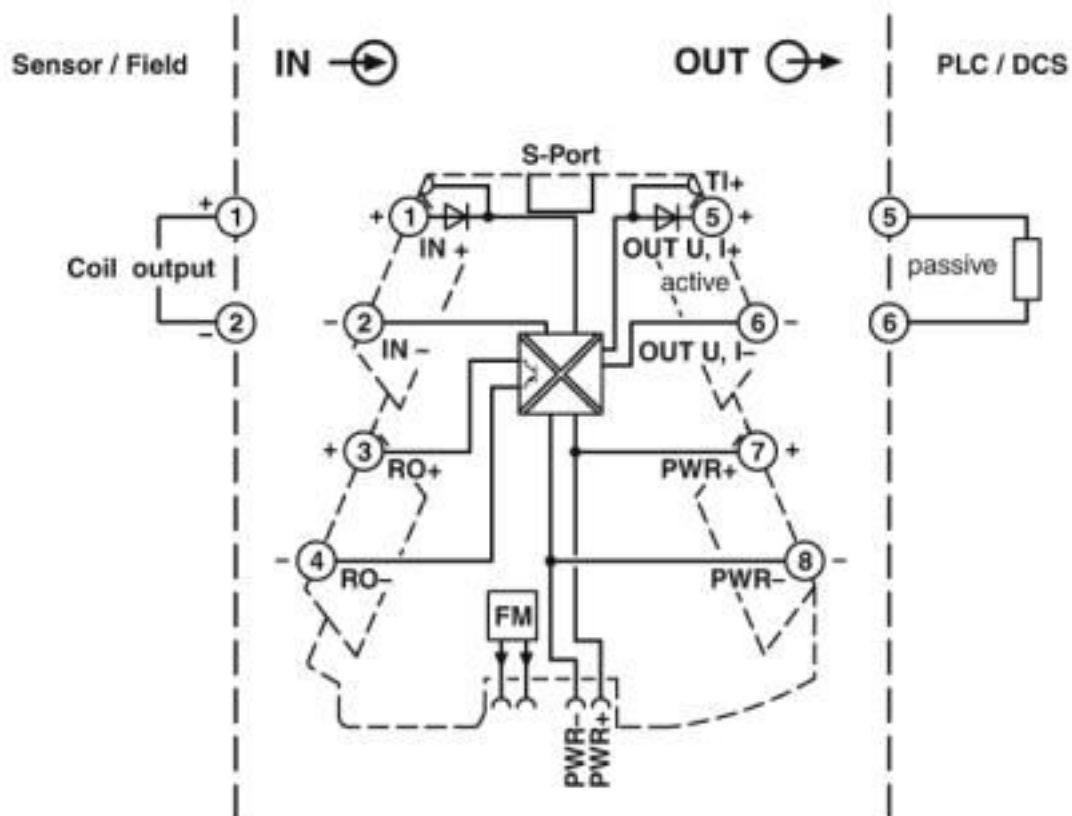 Sensor / Field
IN
OUT
PLC / DCS
S-Port
TI+
+ 1
+ 1
5 +
5
IN +
OUT U, I+
Coil output
active
passive
– 2
– 2
6 –
6
IN –
OUT U, I–
+ 3
7 +
RO+
PWR+
– 4
8 –
RO–
PWR–
FM
PWR–
PWR+